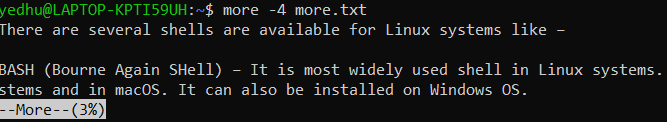 yedhu@LAPTOP-KPTI59UH:~$ more -4 more.txt
There are several shells are available for Linux systems like –
BASH (Bourne Again SHell) – It is most widely used shell in Linux systems.
stems and in macOS. It can also be installed on Windows OS.
--More--(3%)